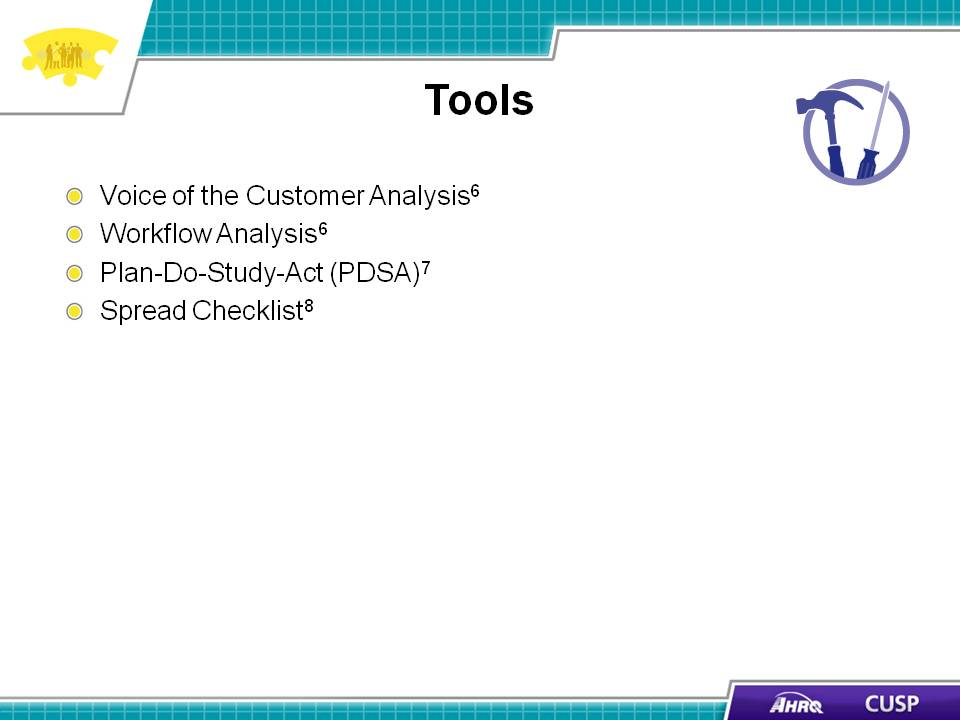 Tools
Voice of the Customer Analysis⁶
Workflow Analysis⁶
Plan-Do-Study-Act (PDSA)⁷
Spread Checklist⁸
AHRQ
CUSP